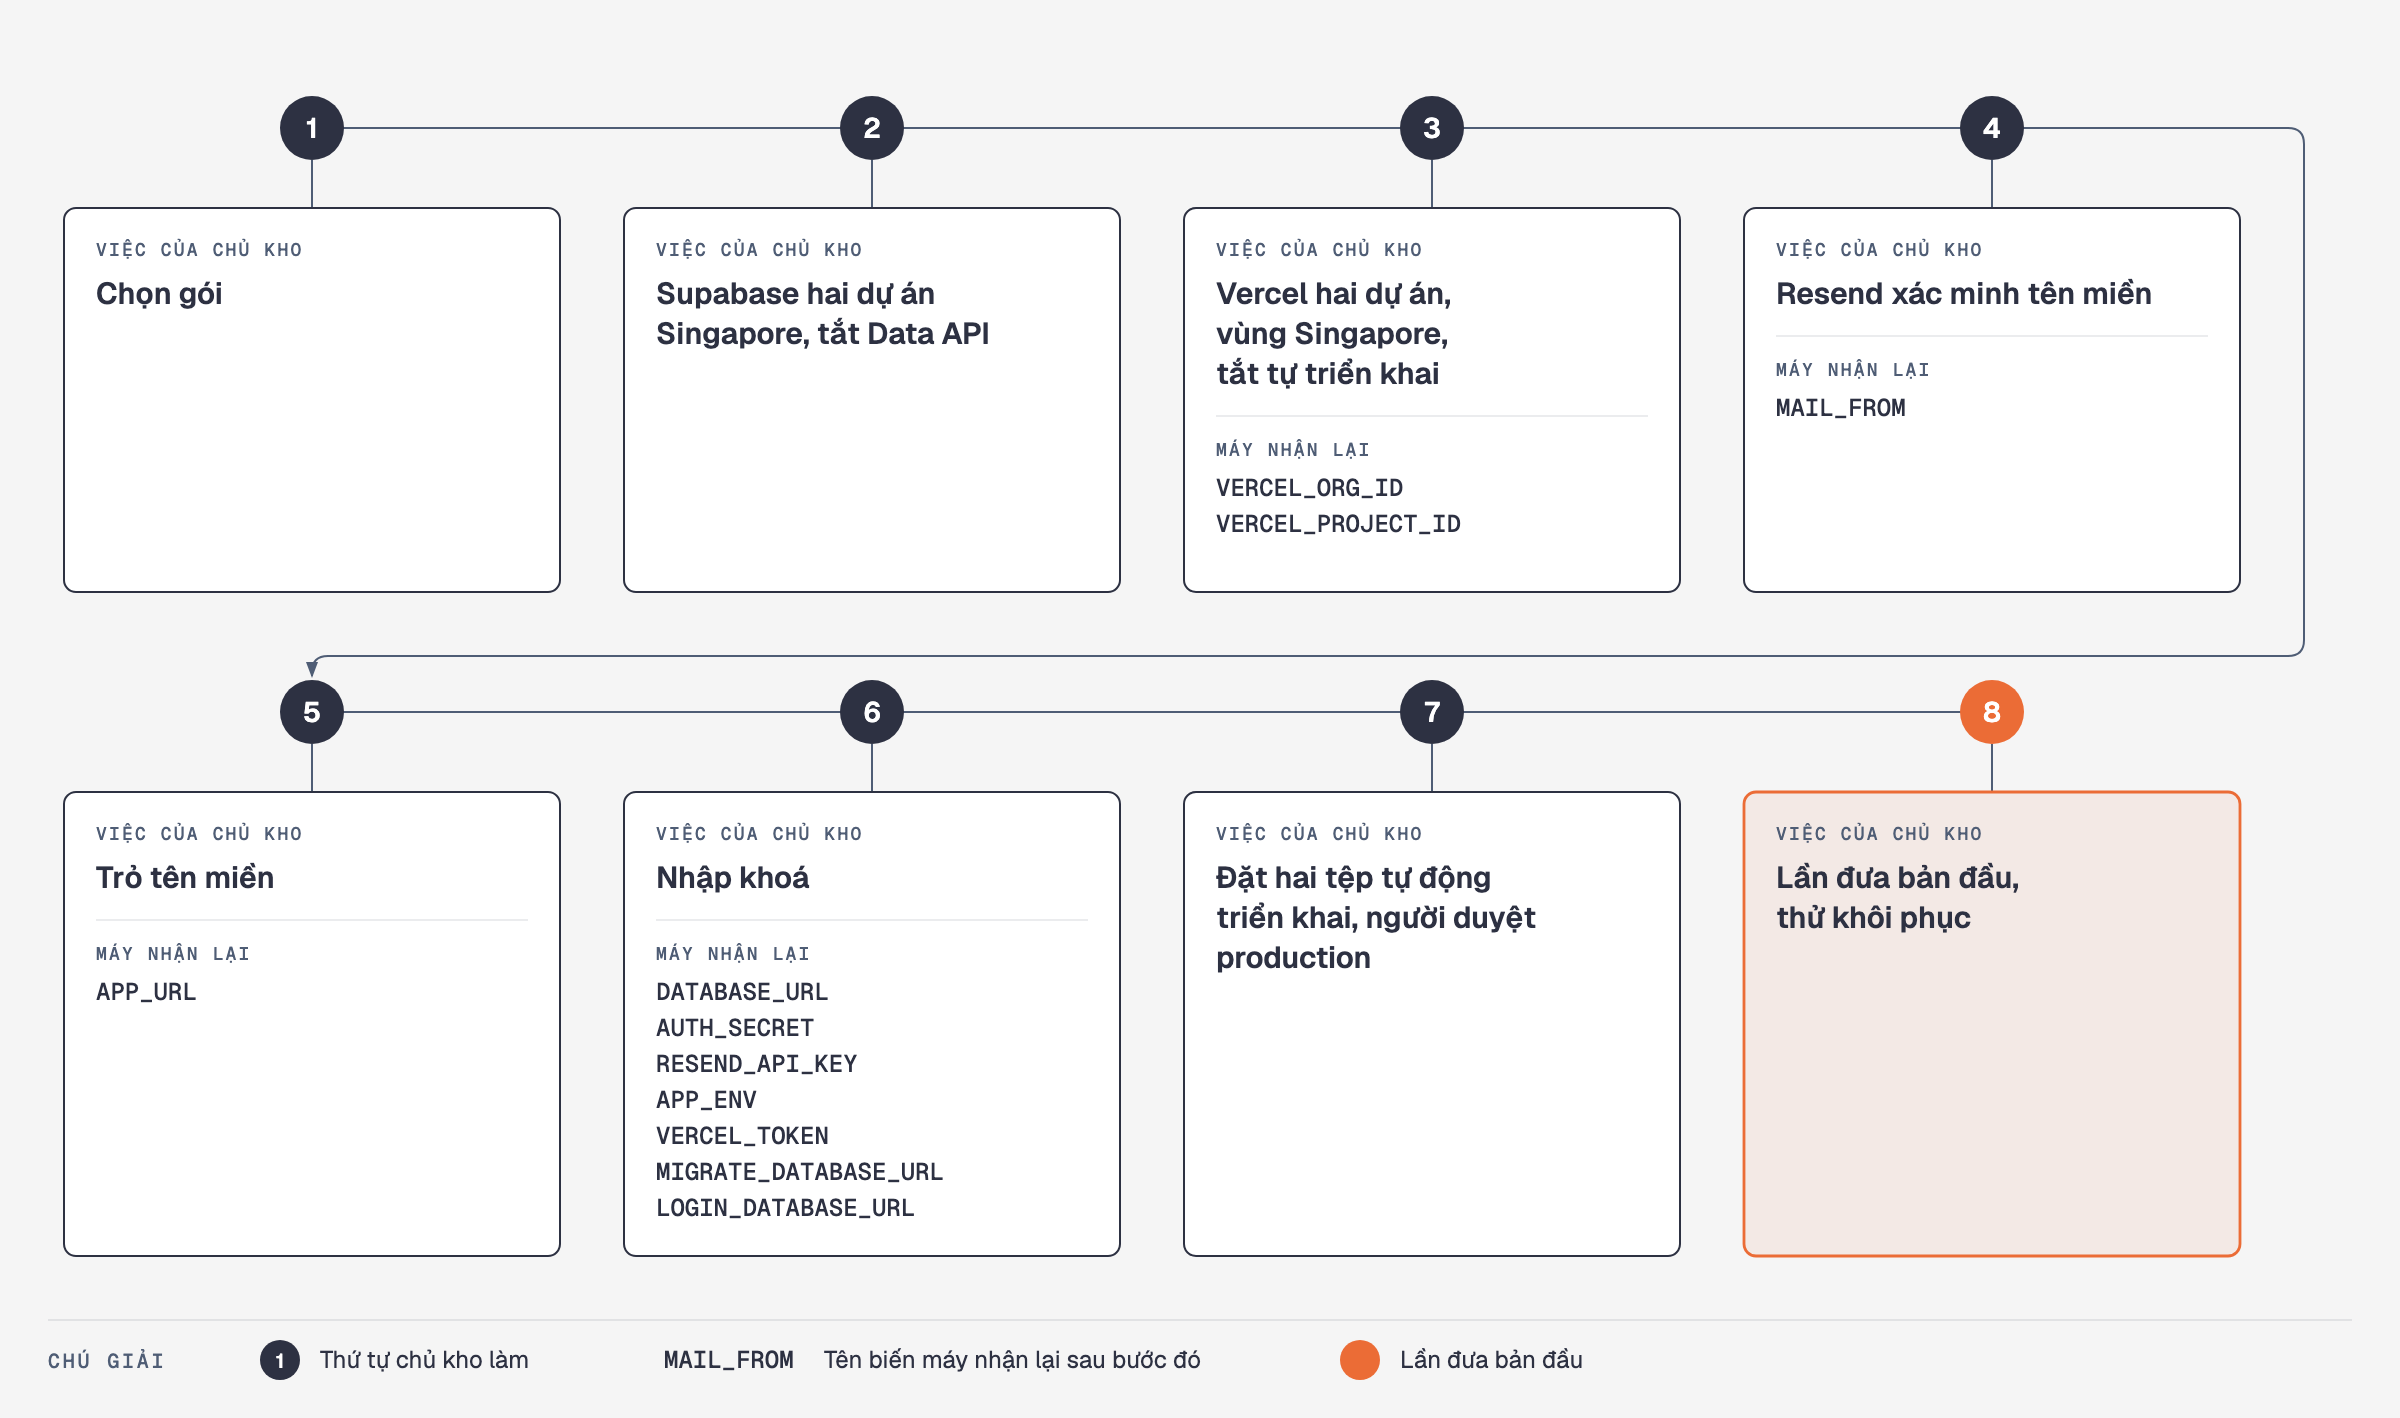 1
2
3
4
VIỆC CỦA CHỦ KHO
Chọn gói
VIỆC CỦA CHỦ KHO
Supabase hai dự án
Singapore, tắt Data API
VIỆC CỦA CHỦ KHO
Vercel hai dự án,
vùng Singapore,
tắt tự triển khai
MÁY NHẬN LẠI
VERCEL_ORG_ID
VERCEL_PROJECT_ID
VIỆC CỦA CHỦ KHO
Resend xác minh tên miền
MÁY NHẬN LẠI
MAIL_FROM
5
6
7
8
VIỆC CỦA CHỦ KHO
Trỏ tên miền
MÁY NHẬN LẠI
APP_URL
VIỆC CỦA CHỦ KHO
Nhập khoá
MÁY NHẬN LẠI
DATABASE_URL
AUTH_SECRET
RESEND_API_KEY
APP_ENV
VERCEL_TOKEN
MIGRATE_DATABASE_URL
LOGIN_DATABASE_URL
VIỆC CỦA CHỦ KHO
Đặt hai tệp tự động
triển khai, người duyệt
production
VIỆC CỦA CHỦ KHO
Lần đưa bản đầu,
thử khôi phục
CHÚ GIẢI
1 Thứ tự chủ kho làm
MAIL_FROM Tên biến máy nhận lại sau bước đó
Lần đưa bản đầu